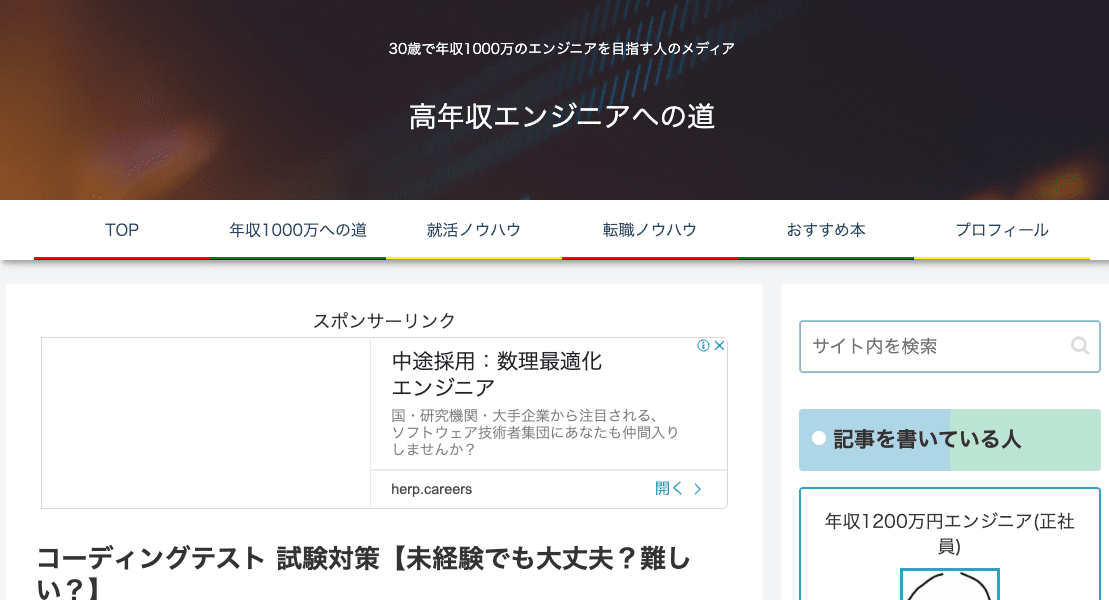 30歳で年収1000万のエンジニアを目指す人のメディア
高年収エンジニアへの道
TOP
年収1000万への道
就活ノウハウ
転職ノウハウ
おすすめ本
プロフィール
スポンサーリンク
中途採用：数理最適化
エンジニア
国・研究機関・大手企業から注目される、
ソフトウェア技術者集団にあなたも仲間入り
しませんか？
herp.careers
開く
コーディングテスト 試験対策【未経験でも大丈夫？難し
い？】
サイト内を検索
記事を書いている人
年収1200万円エンジニア(正社
員)